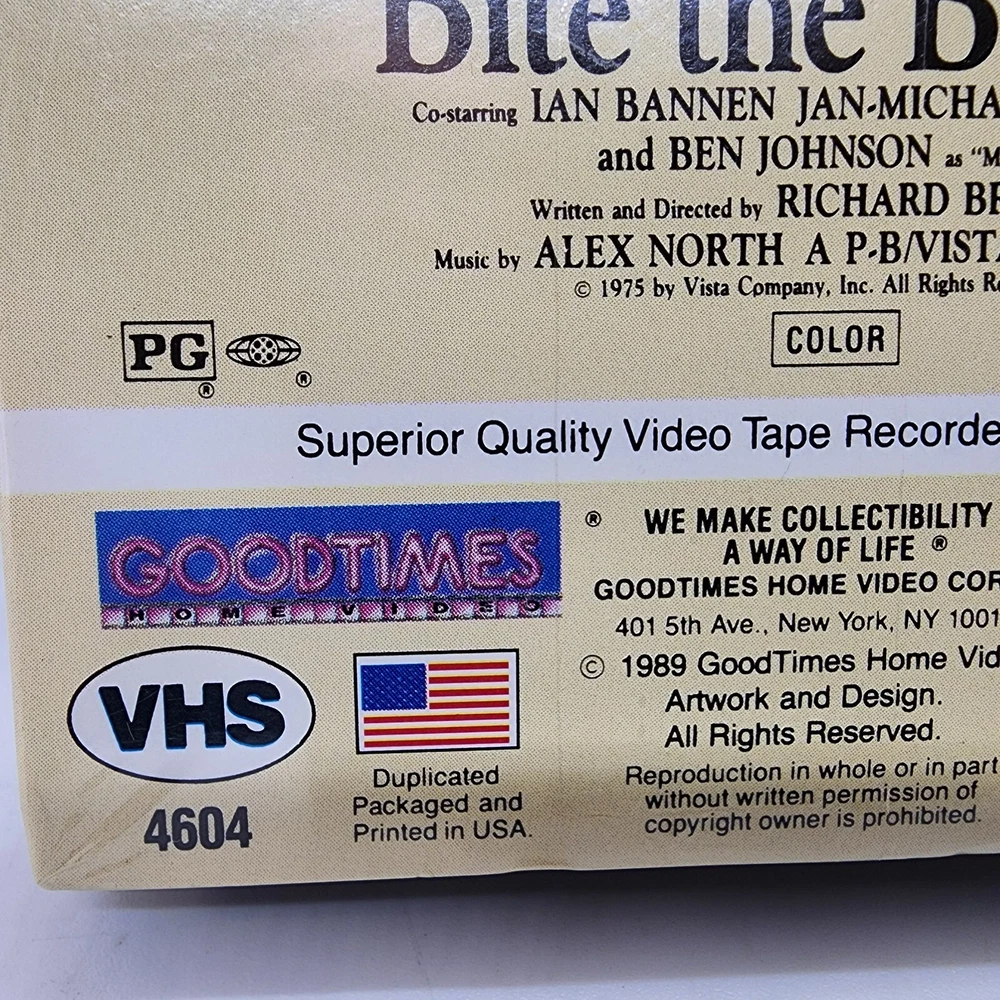 Bite the B
Co-starring IAN BANNEN JAN-MICHA
and BEN JOHNSON as "M
Written and Directed by RICHARD BR
Music by ALEX NORTH A P-B/VISTA
© 1975 by Vista Company, Inc. All Rights Re
PG ®
®
COLOR
Superior Quality Video Tape Recorde
GOODTIMES
HOME VIDEO
® WE MAKE COLLECTIBILITY
A WAY OF LIFE ®
GOODTIMES HOME VIDEO COR
401 5th Ave., New York, NY 1001
© 1989 GoodTimes Home Vid
Artwork and Design.
All Rights Reserved.
Reproduction in whole or in part
without written permission of
copyright owner is prohibited.
VHS
4604
Duplicated
Packaged and
Printed in USA.